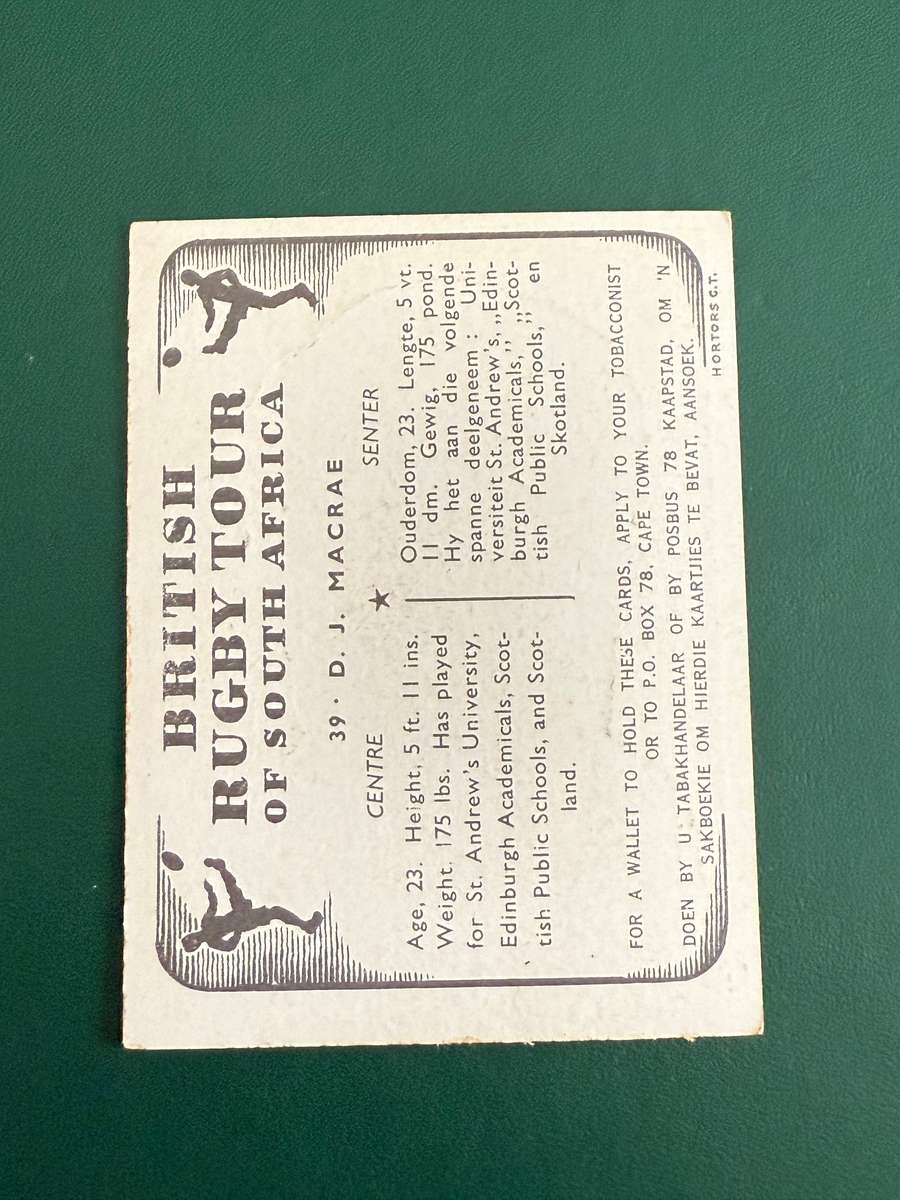 BRITISH
RUGBY TOUR
OF SOUTH AFRICA
39 · D. J. MACRAE
CENTRE ★ SENTER
Age, 23. Height, 5 ft. 11 ins.
Weight. 175 lbs. Has played
for St. Andrew's University,
Edinburgh Academicals, Scot-
tish Public Schools, and Scot-
land.
Ouderdom, 23. Lengte, 5 vt.
11 dm. Gewig, 175 pond.
Hy het aan die volgende
spanne deelgeneem : Uni-
versiteit St. Andrew's, ,,Edin-
burgh Academicals,'' ,,Scot-
tish Public Schools,'' en
Skotland.
FOR A WALLET TO HOLD THESE CARDS, APPLY TO YOUR TOBACCONIST
OR TO P.O. BOX 78, CAPE TOWN.
DOEN BY U TABAKHANDELAAR OF BY POSBUS 78 KAAPSTAD, OM 'N
SAKBOEKIE OM HIERDIE KAARTJIES TE BEVAT, AANSOEK.
HORTORS C.T.